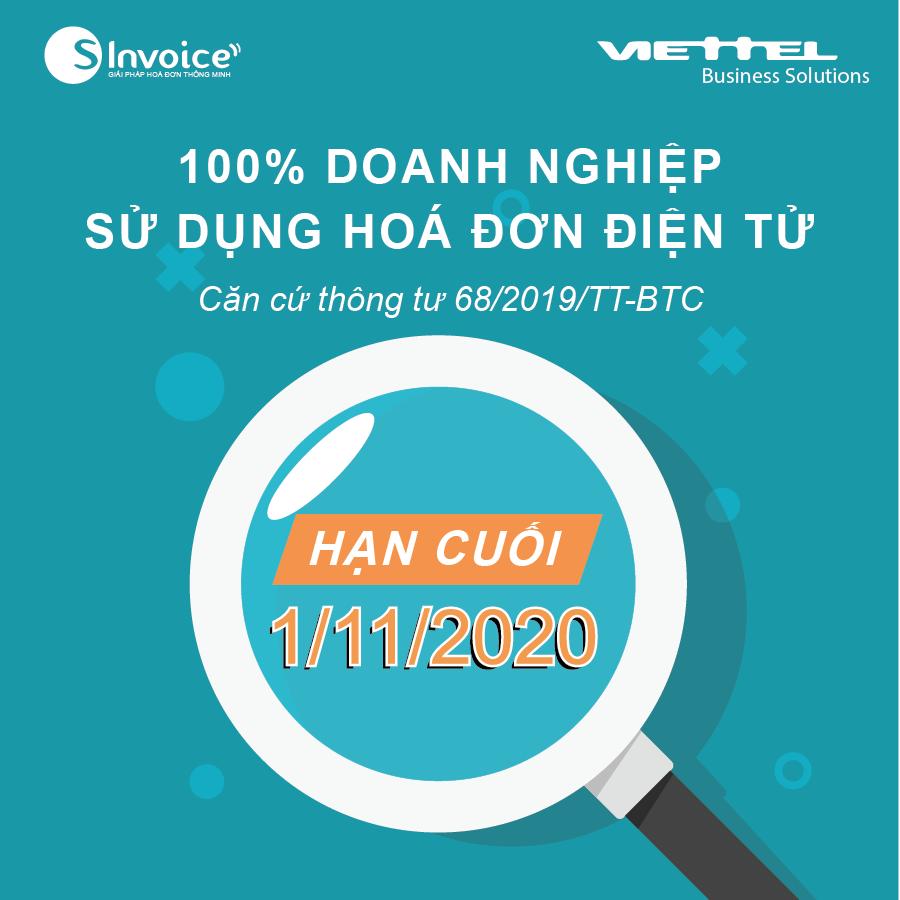 S Invoice
GIẢI PHÁP HOÁ ĐƠN THÔNG MINH
VIETTEL
Business Solutions
100% DOANH NGHIỆP
SỬ DỤNG HOÁ ĐƠN ĐIỆN TỬ
Căn cứ thông tư 68/2019/TT-BTC
HẠN CUỐI
1/11/2020